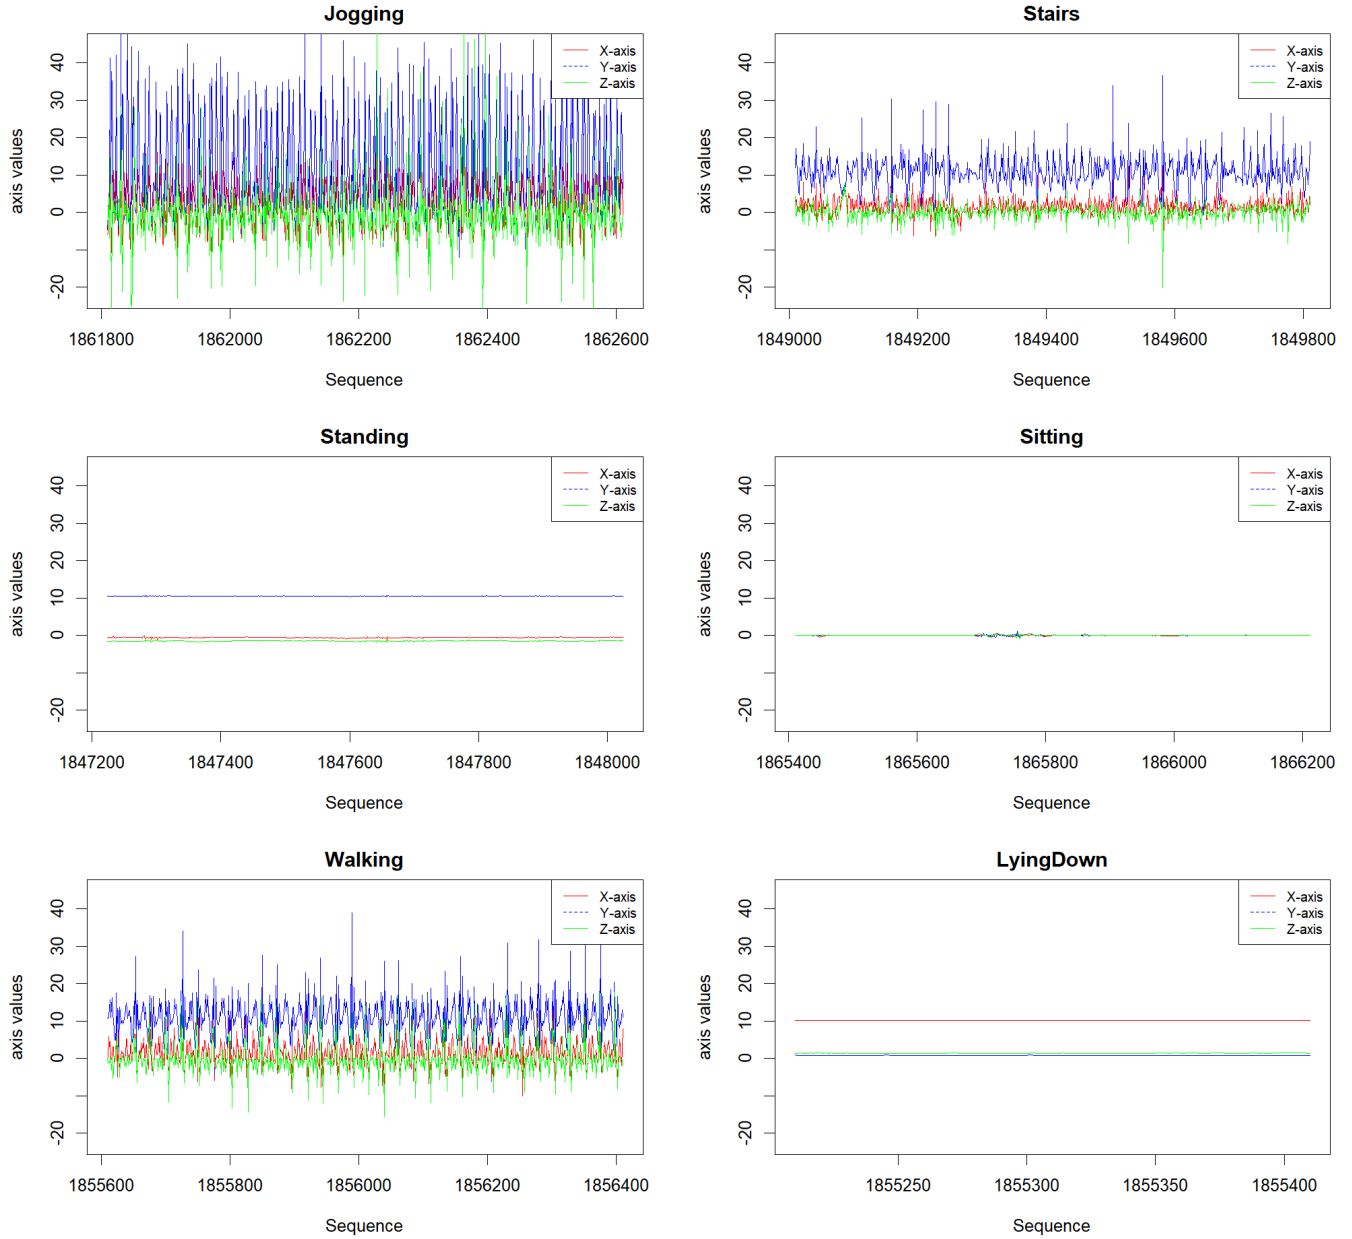 Jogging
X-axis
Y-axis
Z-axis
axis values
40
30
20
10
0
-20
1861800 1862000 1862200 1862400 1862600
Sequence
Stairs
X-axis
Y-axis
Z-axis
axis values
40
30
20
10
0
-20
1849000 1849200 1849400 1849600 1849800
Sequence
Standing
X-axis
Y-axis
Z-axis
axis values
40
30
20
10
0
-20
1847200 1847400 1847600 1847800 1848000
Sequence
Sitting
X-axis
Y-axis
Z-axis
axis values
40
30
20
10
0
-20
1865400 1865600 1865800 1866000 1866200
Sequence
Walking
X-axis
Y-axis
Z-axis
axis values
40
30
20
10
0
-20
1855600 1855800 1856000 1856200 1856400
Sequence
LyingDown
X-axis
Y-axis
Z-axis
axis values
40
30
20
10
0
-20
1855250 1855300 1855350 1855400
Sequence